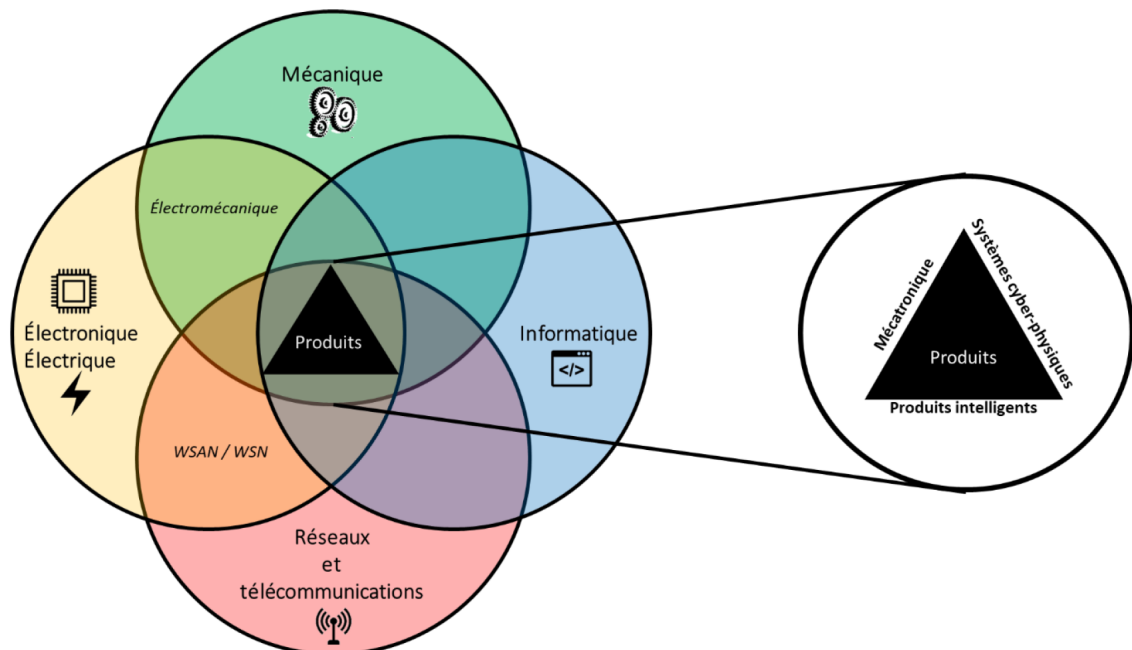 Mécanique
Électromécanique
Électronique
Électrique
Produits
Informatique
</>
WSAN / WSN
Réseaux
et
télécommunications
Mécatronique
Systèmes cyber-physiques
Produits
Produits intelligents